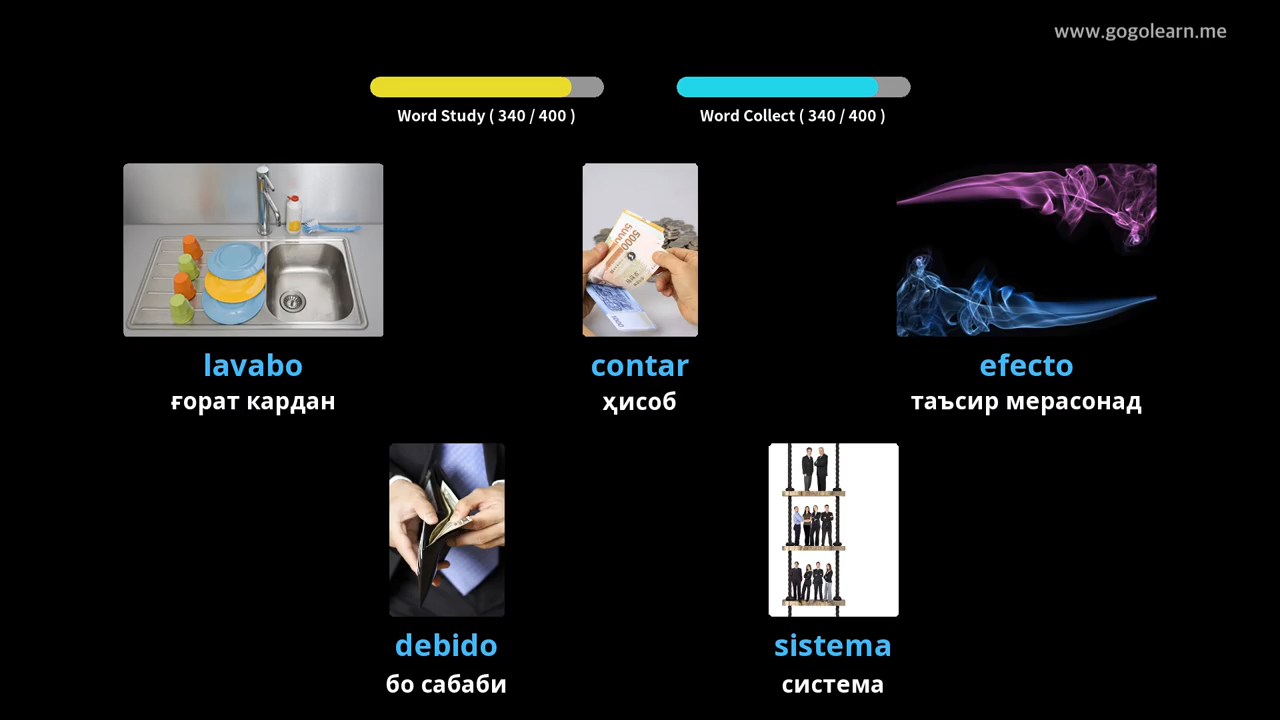 www.gogolearn.me
Word Study ( 340 / 400 )
Word Collect ( 340 / 400 )
lavabo
ғорат кардан
contar
ҳисоб
efecto
таъсир мерасонад
debido
бо сабаби
sistema
система